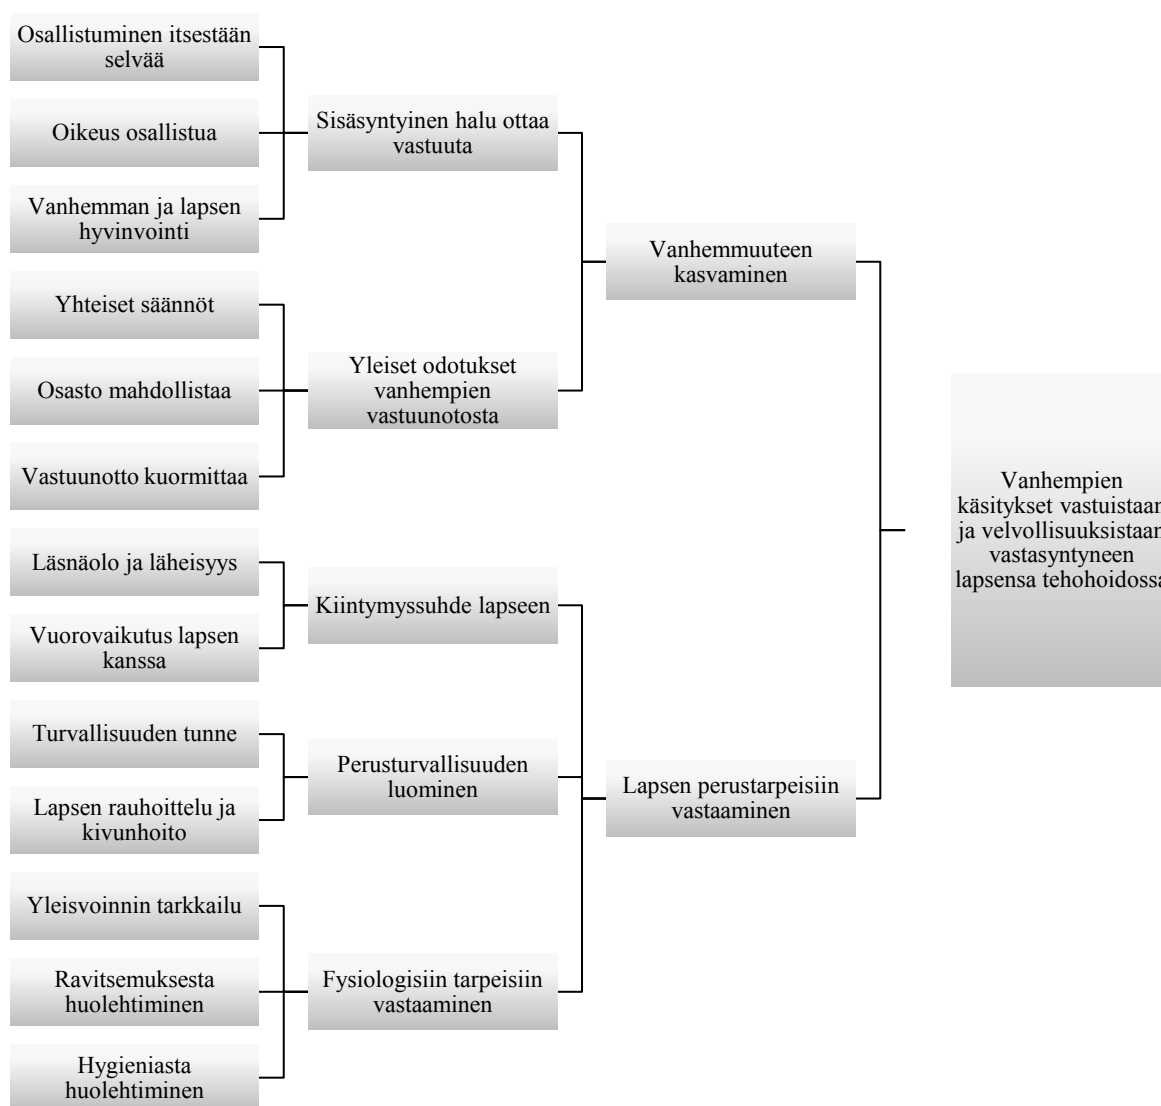 Osallistuminen itsestään
selvää
Oikeus osallistua
Vanhemman ja lapsen
hyvinvointi
Yhteiset säännöt
Osasto mahdollistaa
Vastuunotto kuormittaa
Läsnäolo ja läheisyys
Vuorovaikutus lapsen
kanssa
Turvallisuuden tunne
Lapsen rauhoittelu ja
kivunhoito
Yleisvoinnin tarkkailu
Ravitsemuksesta
huolehtiminen
Hygieniasta
huolehtiminen
Sisäsyntyinen halu ottaa
vastuuta
Yleiset odotukset
vanhempien
vastuunotosta
Kiintymyssuhde lapseen
Perusturvallisuuden
luominen
Fysiologisiin tarpeisiin
vastaaminen
Vanhemmuuteen
kasvaminen
Lapsen perustarpeisiin
vastaaminen
Vanhempien
käsitykset vastuistaan
ja velvollisuuksistaan
vastasyntyneen
lapsensa tehohoidossa